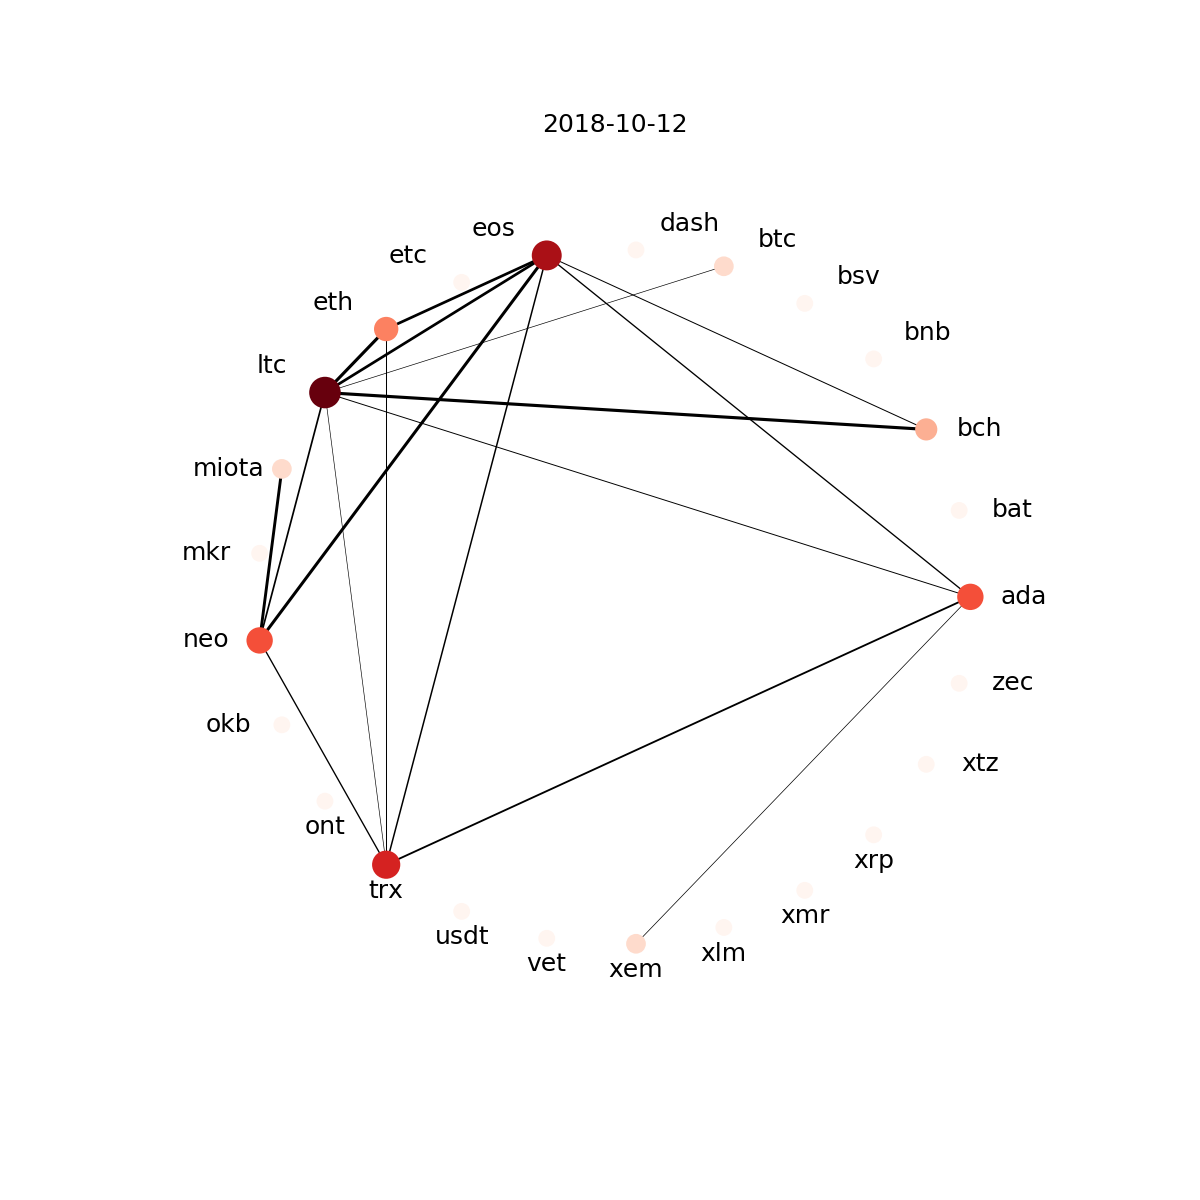 2018-10-12
dash
eos
btc
etc
bsv
eth
bnb
ltc
bch
miota
bat
mkr
ada
neo
zec
okb
xtz
ont
xrp
trx
xmr
usdt
xlm
vet
xem